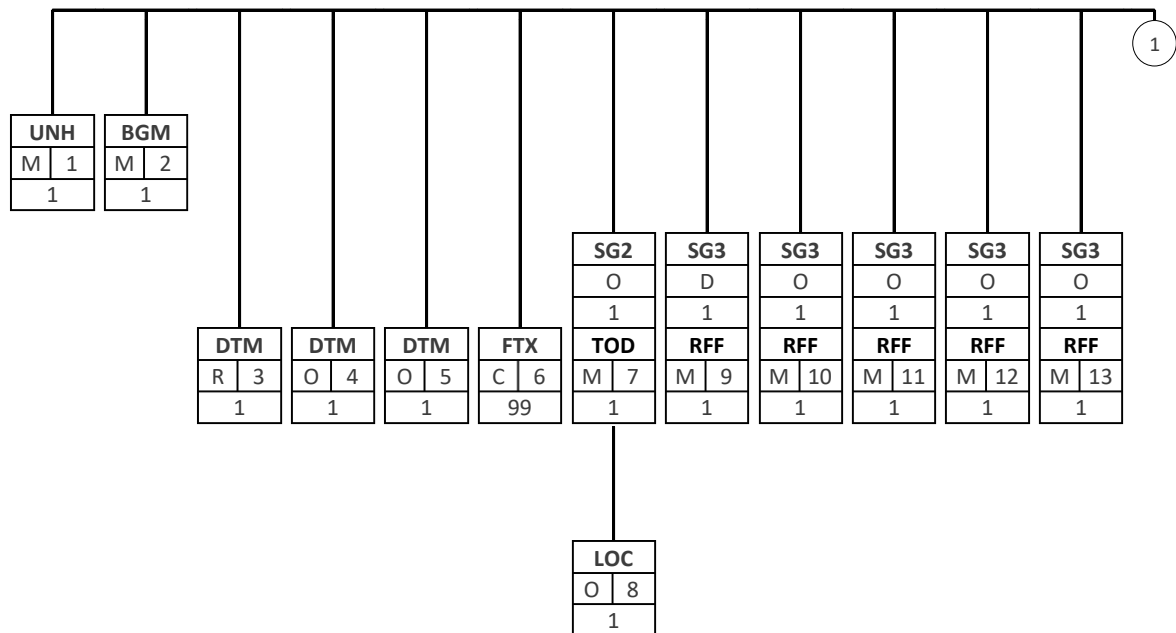 1
UNH BGM
M 1 M 2
1 1
SG2 SG3 SG3 SG3 SG3 SG3
O D O O O O
1 1 1 1 1 1
DTM DTM DTM FTX TOD RFF RFF RFF RFF RFF
R 3 O 4 O 5 C 6 M 7 M 9 M 10 M 11 M 12 M 13
1 1 1 99 1 1 1 1 1 1
LOC
O 8
1